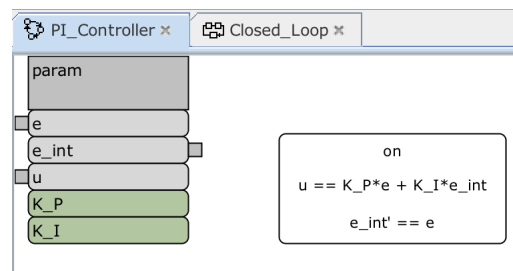 PI_Controller ×
Closed_Loop ×
param
e
e_int
u
K_P
K_I
on
u == K_P*e + K_I*e_int
e_int' == e